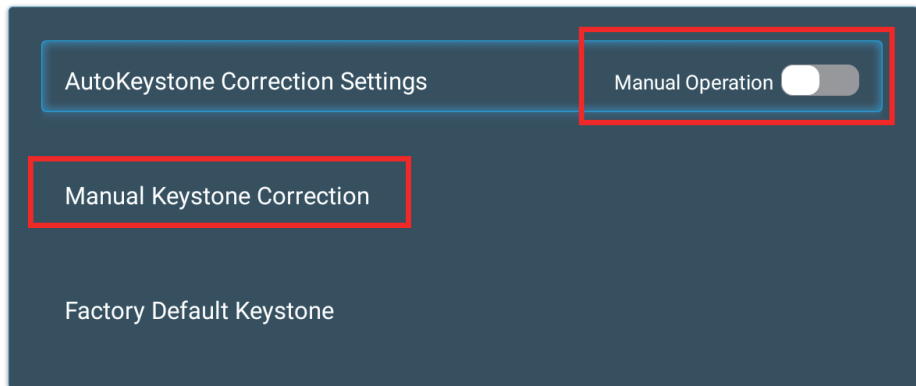 AutoKeystone Correction Settings Manual Operation
Manual Keystone Correction
Factory Default Keystone